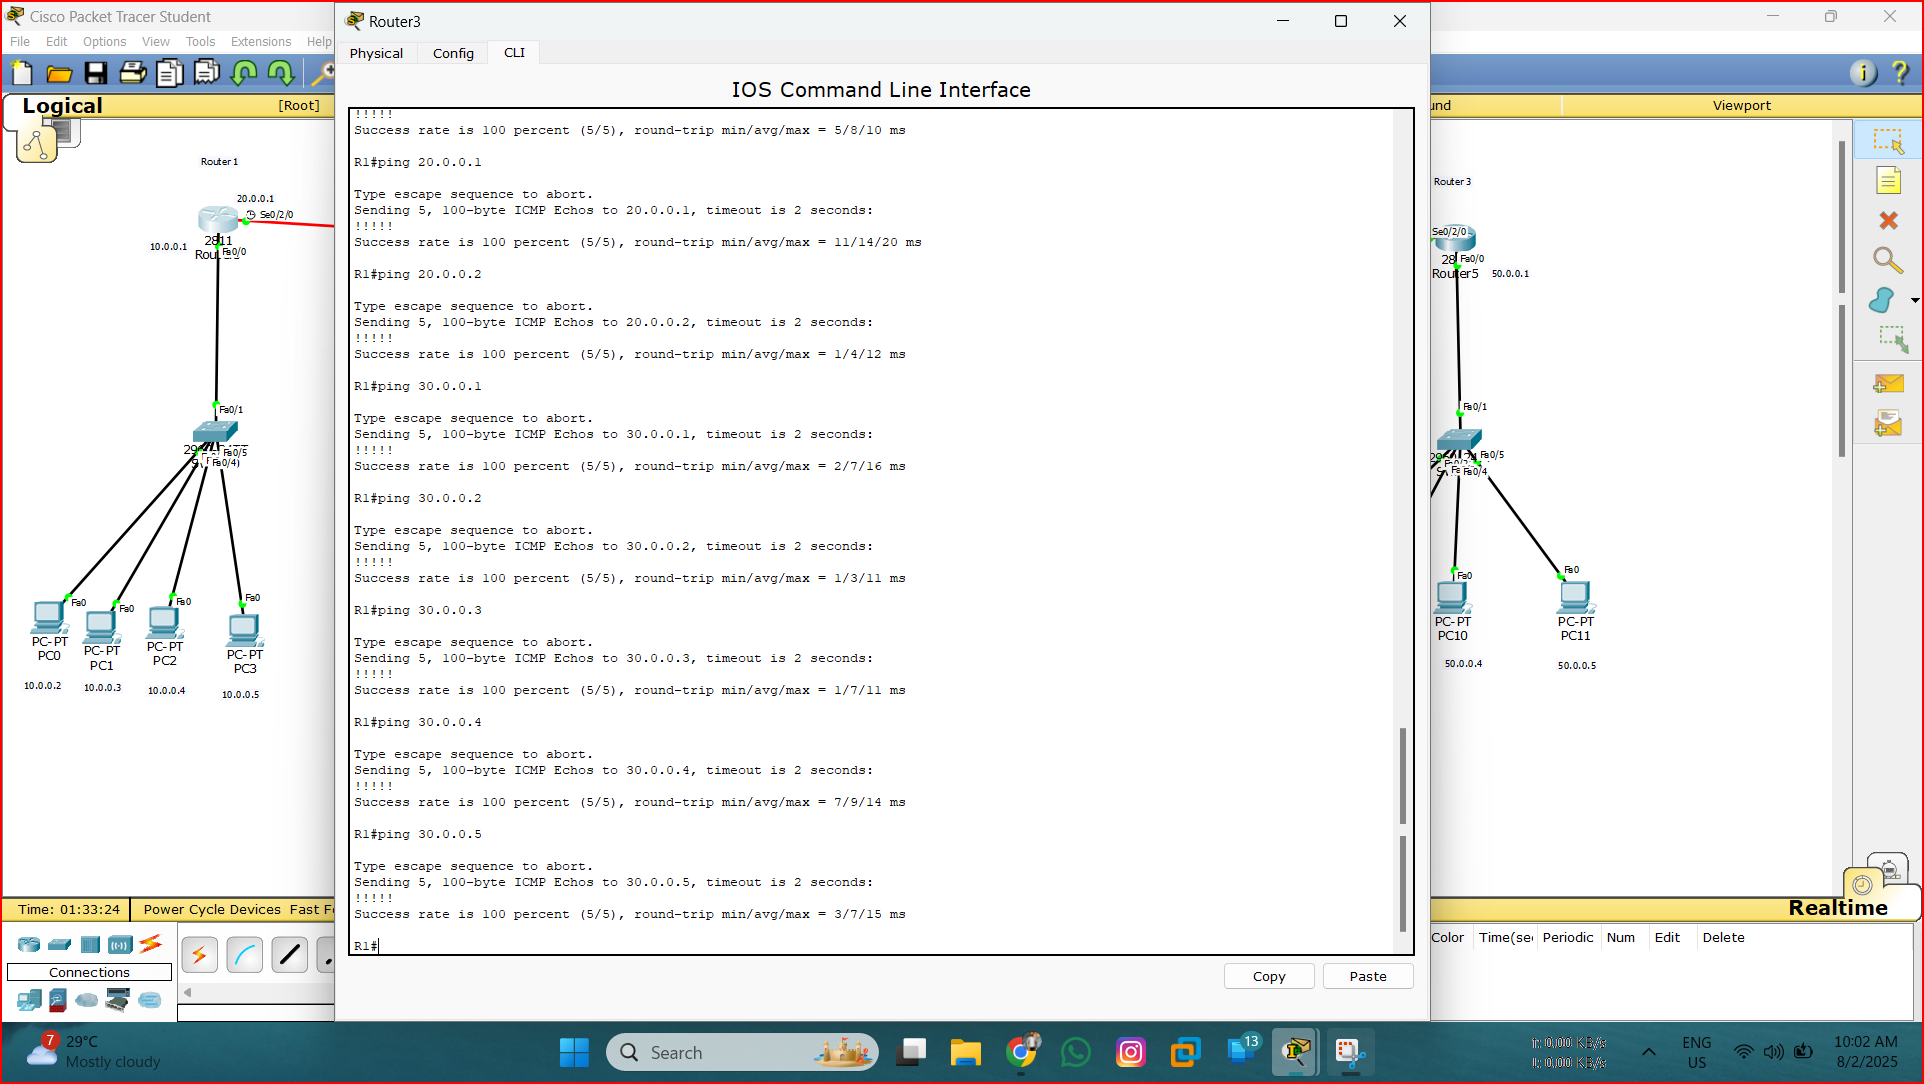 Cisco Packet Tracer Student
File Edit Options View Tools Extensions Help
Logical
[Root]
Viewport
Router3
Physical Config CLI
IOS Command Line Interface
!!!!!
Success rate is 100 percent (5/5), round-trip min/avg/max = 5/8/10 ms
R1#ping 20.0.0.1
Type escape sequence to abort.
Sending 5, 100-byte ICMP Echos to 20.0.0.1, timeout is 2 seconds:
!!!!!
Success rate is 100 percent (5/5), round-trip min/avg/max = 11/14/20 ms
R1#ping 20.0.0.2
Type escape sequence to abort.
Sending 5, 100-byte ICMP Echos to 20.0.0.2, timeout is 2 seconds:
!!!!!
Success rate is 100 percent (5/5), round-trip min/avg/max = 1/4/12 ms
R1#ping 30.0.0.1
Type escape sequence to abort.
Sending 5, 100-byte ICMP Echos to 30.0.0.1, timeout is 2 seconds:
!!!!!
Success rate is 100 percent (5/5), round-trip min/avg/max = 2/7/16 ms
R1#ping 30.0.0.2
Type escape sequence to abort.
Sending 5, 100-byte ICMP Echos to 30.0.0.2, timeout is 2 seconds:
!!!!!
Success rate is 100 percent (5/5), round-trip min/avg/max = 1/3/11 ms
R1#ping 30.0.0.3
Type escape sequence to abort.
Sending 5, 100-byte ICMP Echos to 30.0.0.3, timeout is 2 seconds:
!!!!!
Success rate is 100 percent (5/5), round-trip min/avg/max = 1/7/11 ms
R1#ping 30.0.0.4
Type escape sequence to abort.
Sending 5, 100-byte ICMP Echos to 30.0.0.4, timeout is 2 seconds:
!!!!!
Success rate is 100 percent (5/5), round-trip min/avg/max = 7/9/14 ms
R1#ping 30.0.0.5
Type escape sequence to abort.
Sending 5, 100-byte ICMP Echos to 30.0.0.5, timeout is 2 seconds:
!!!!!
Success rate is 100 percent (5/5), round-trip min/avg/max = 3/7/15 ms
R1#
Copy Paste
Router 1
20.0.0.1
Se0/2/0
10.0.0.1
2811
Fa0/0
Fa0/1
Fa0/5
Fa0/4)
Fa0 Fa0 Fa0 Fa0
PC-PT
PC0
PC-PT
PC1
PC-PT
PC2
PC-PT
PC3
10.0.0.2 10.0.0.3 10.0.0.4 10.0.0.5
Router 3
Se0/2/0
Fa0/0
Router5 50.0.0.1
Fa0/1
Fa0/5
Fa0/4
Fa0 Fa0
PC-PT
PC10
PC-PT
PC11
50.0.0.4 50.0.0.5
Time: 01:33:24 Power Cycle Devices
Realtime
Connections
Color Periodic Num Edit Delete
7
29°C
Mostly cloudy
Search
13
ENG
US
10:02 AM
8/2/2025